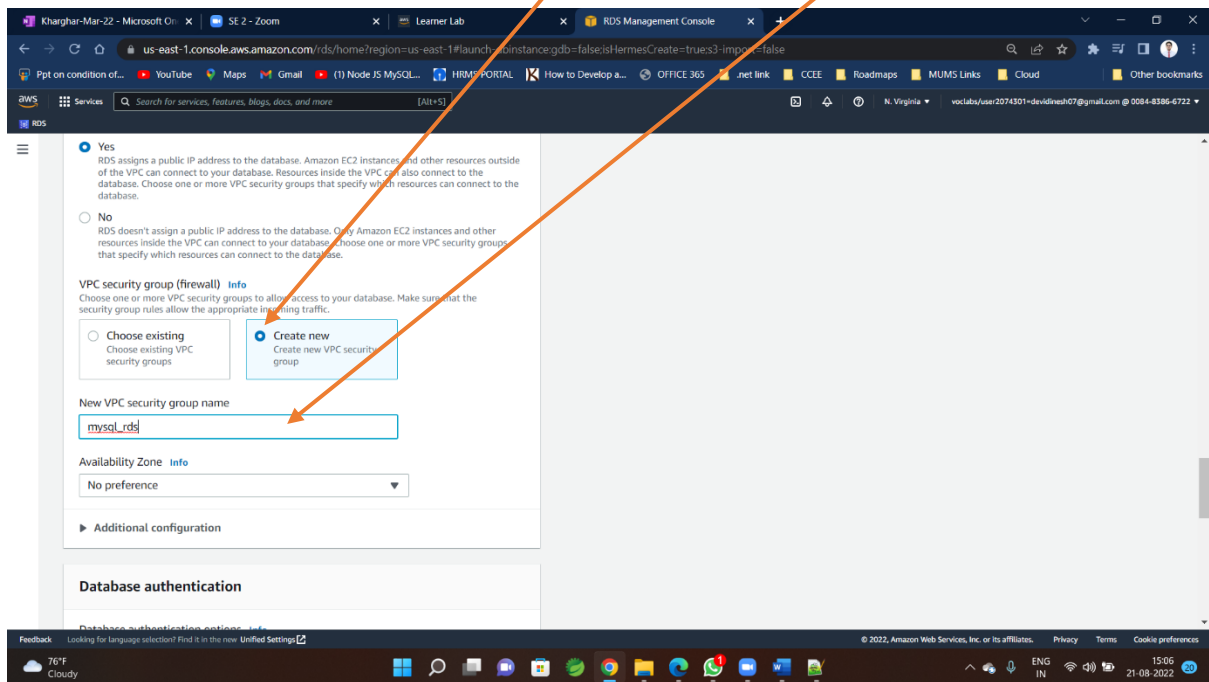 Kharghar-Mar-22 - Microsoft On
SE 2 - Zoom
Learner Lab
RDS Management Console
us-east-1.console.aws.amazon.com/rds/home?region=us-east-1#launch-dbinstance:gdb=false;isHermesCreate=true;s3-import=false
Ppt on condition of...
YouTube
Maps
Gmail
(1) Node JS MySQL...
HRMS PORTAL
How to Develop a...
OFFICE 365
.net link
CCEE
Roadmaps
MUMS Links
Cloud
Other bookmarks
aws
Services
Search for services, features, blogs, docs, and more
[Alt+S]
N. Virginia
voclabs/user2074301=devidinesh07@gmail.com @ 0084-8386-6722
RDS
Yes
RDS assigns a public IP address to the database. Amazon EC2 instances and other resources outside
of the VPC can connect to your database. Resources inside the VPC can also connect to the
database. Choose one or more VPC security groups that specify which resources can connect to the
database.
No
RDS doesn't assign a public IP address to the database. Only Amazon EC2 instances and other
resources inside the VPC can connect to your database. Choose one or more VPC security groups
that specify which resources can connect to the database.
VPC security group (firewall) Info
Choose one or more VPC security groups to allow access to your database. Make sure that the
security group rules allow the appropriate incoming traffic.
Choose existing
Choose existing VPC
security groups
Create new
Create new VPC security
group
New VPC security group name
mysql_rds
Availability Zone Info
No preference
Additional configuration
Database authentication
Database authentication options Info
Feedback
Looking for language selection? Find it in the new Unified Settings
© 2022, Amazon Web Services, Inc. or its affiliates.
Privacy
Terms
Cookie preferences
76°F
Cloudy
ENG
IN
15:06
21-08-2022
20